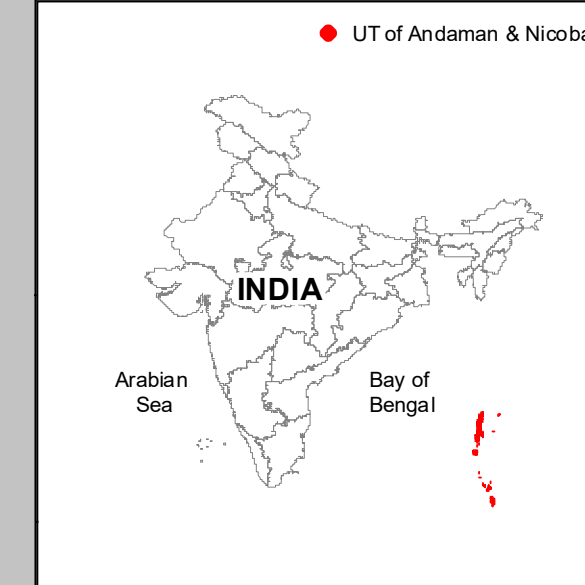 UT of Andaman & Nicoba
INDIA
Arabian
Sea
Bay of
Bengal